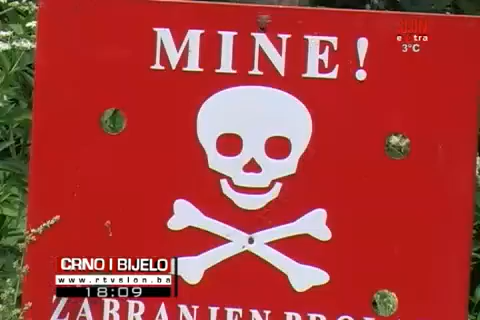 MINE!
extra
3°C
CRNO I BIJELO
www.rtvslon.ba
18:09